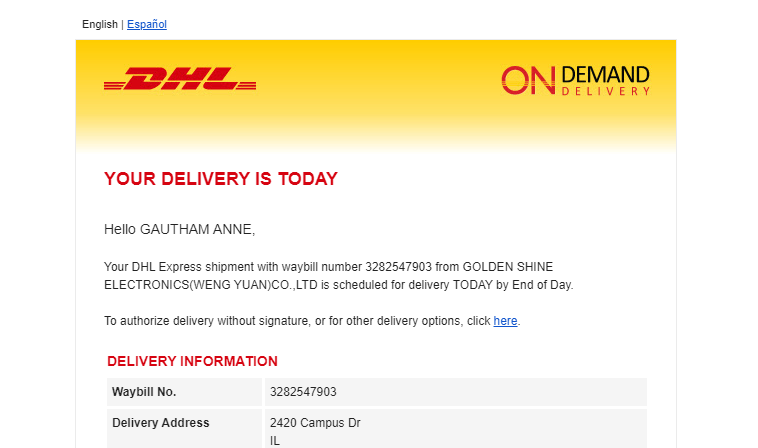 English | Español
DHL
ON DEMAND
DELIVERY
YOUR DELIVERY IS TODAY
Hello GAUTHAM ANNE,
Your DHL Express shipment with waybill number 3282547903 from GOLDEN SHINE
ELECTRONICS(WENG YUAN)CO.,LTD is scheduled for delivery TODAY by End of Day.
To authorize delivery without signature, or for other delivery options, click here.
DELIVERY INFORMATION
Waybill No. 3282547903
Delivery Address 2420 Campus Dr
IL